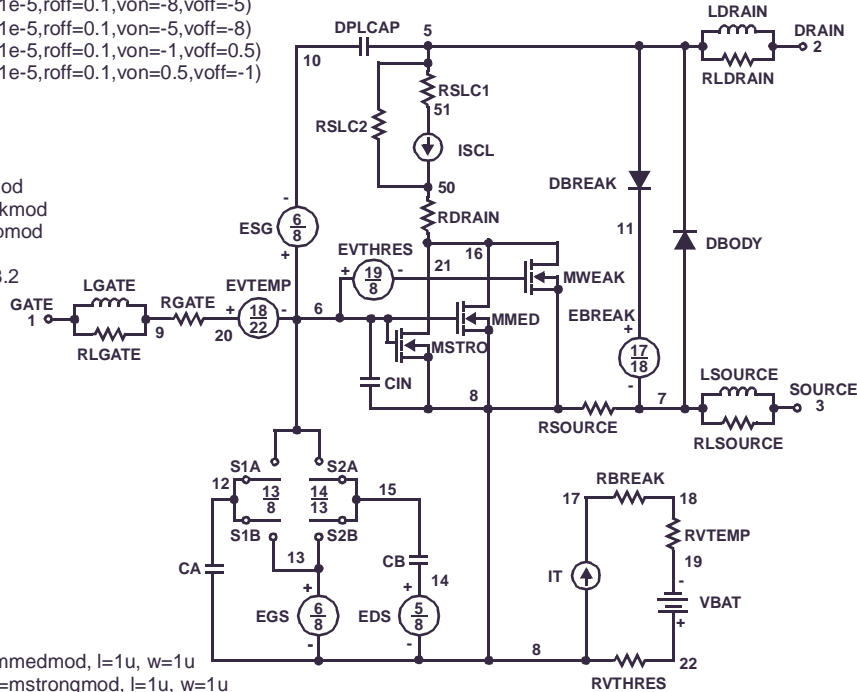 1e-5,roff=0.1,von=-8,voff=-5)
1e-5,roff=0.1,von=-5,voff=-8)
1e-5,roff=0.1,von=-1,voff=0.5)
1e-5,roff=0.1,von=0.5,voff=-1)
LDRAIN
DPLCAP 5
DRAIN
2
10
RLDRAIN
RSLC1
51
RSLC2
ISCL
od
kmod
omod
50
DBREAK
RDRAIN
ESG
6
8
-
+
11
DBODY
EVTHRES
16
21
+ 19 -
8
MWEAK
3.2
LGATE
EVTEMP
GATE
1
RGATE
+ 18 -
22
6
EBREAK
+
MMED
9
20
RLGATE
MSTRO
17
18
-
LSOURCE
CIN
SOURCE
3
8
7
RSOURCE
RLSOURCE
S1A
S2A
RBREAK
12
13
8
14
13
15
17
18
S1B
S2B
RVTEMP
13
CB
19
CA
IT
-
14
+
+
VBAT
EGS
6
8
EDS
5
8
+
-
-
8
22
mmedmod, l=1u, w=1u
=mstrongmod, l=1u, w=1u
RVTHRES